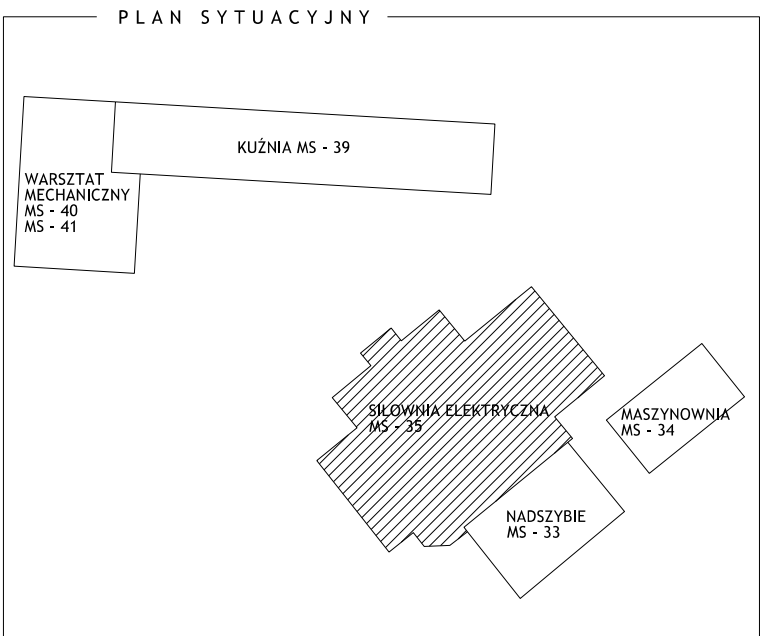 PLAN SYTUACYJNY
KUŹNIA MS - 39
WARSZTAT
MECHANICZNY
MS - 40
MS - 41
SIŁOWNIA ELEKTRYCZNA
MS - 35
MASZYNOWNIA
MS - 34
NADSZYBIE
MS - 33